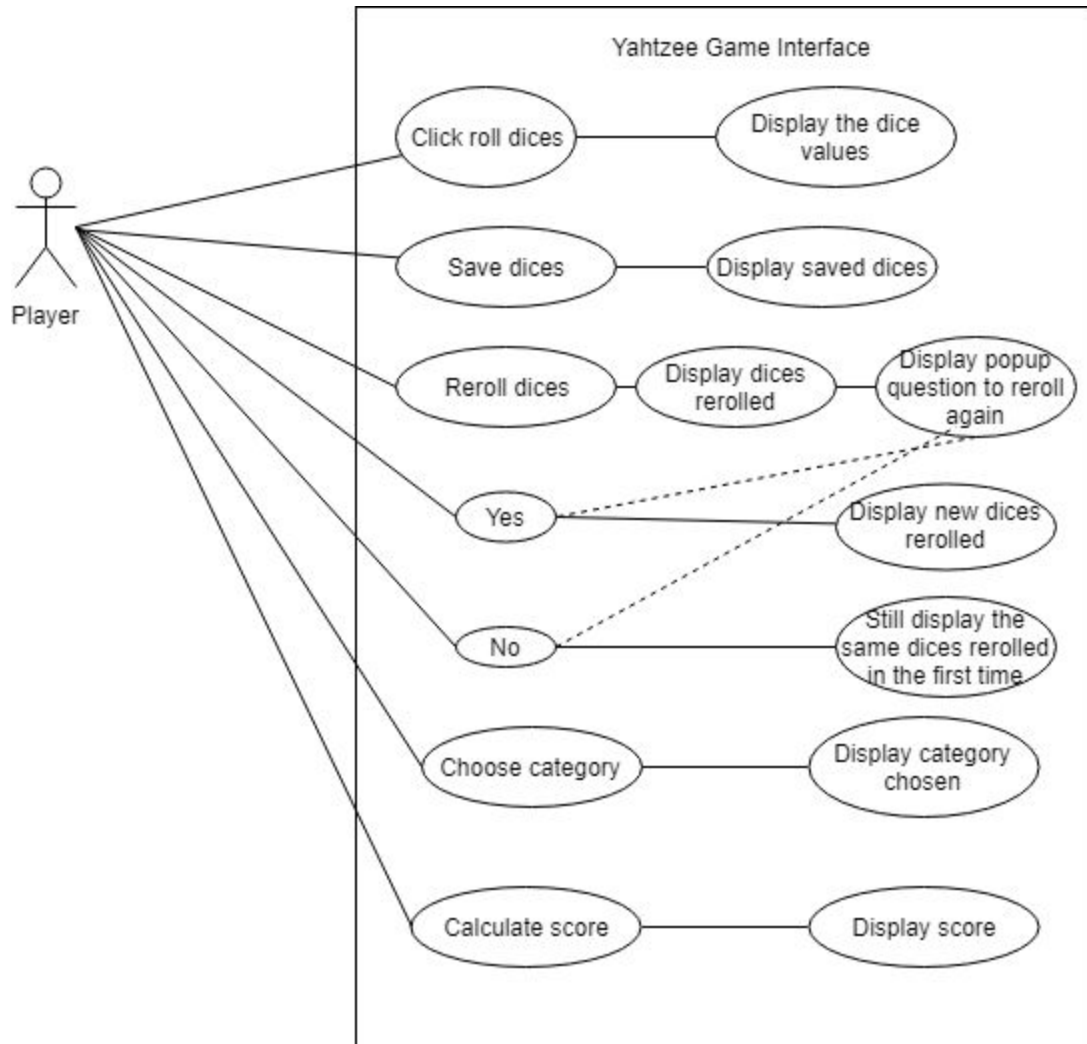 Yahtzee Game Interface
Click roll dices
Display the dice
values
Player
Save dices
Display saved dices
Reroll dices
Display dices
rerolled
Display popup
question to reroll
again
Yes
Display new dices
rerolled
No
Still display the
same dices rerolled
in the first time
Choose category
Display category
chosen
Calculate score
Display score